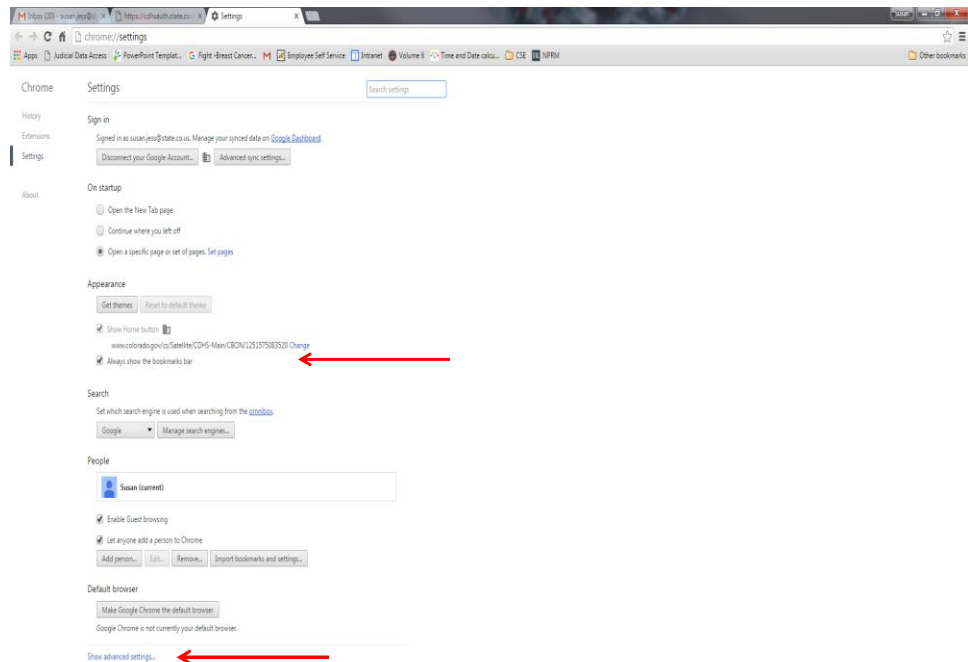 Inbox (20) - susan.jess@st
https://cdhsauth.state.co
Settings
susan
chrome://settings
Apps Judicial Data Access PowerPoint Templat... Fight -Breast Cancer... Employee Self Service Intranet Volume 6 Time and Date calcu... CSE NPRM Other bookmarks
Chrome
Settings
Search settings
History
Extensions
Settings
About
Sign in
Signed in as susan.jess@state.co.us. Manage your synced data on Google Dashboard.
Disconnect your Google Account... Advanced sync settings...
On startup
Open the New Tab page
Continue where you left off
Open a specific page or set of pages. Set pages
Appearance
Get themes Reset to default theme
Show Home button
www.colorado.gov/cs/Satellite/CDHS-Main/CBON/1251575083520 Change
Always show the bookmarks bar
Search
Set which search engine is used when searching from the omnibox.
Google Manage search engines...
People
Susan (current)
Enable Guest browsing
Let anyone add a person to Chrome
Add person... Edit... Remove... Import bookmarks and settings...
Default browser
Make Google Chrome the default browser
Google Chrome is not currently your default browser.
Show advanced settings...